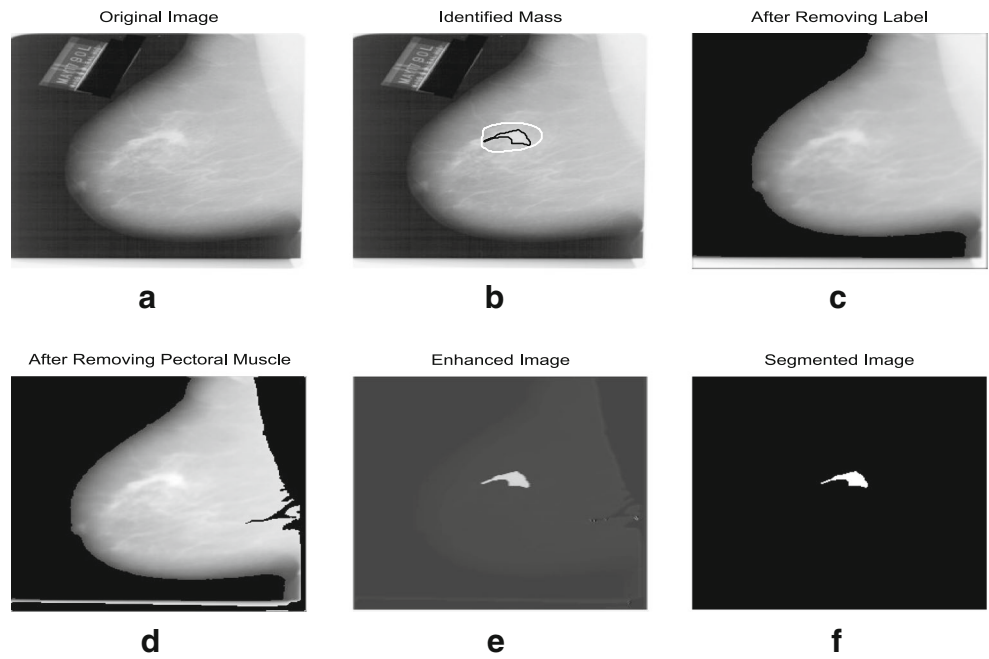 Original Image
Identified Mass
After Removing Label
a
b
c
After Removing Pectoral Muscle
Enhanced Image
Segmented Image
d
e
f